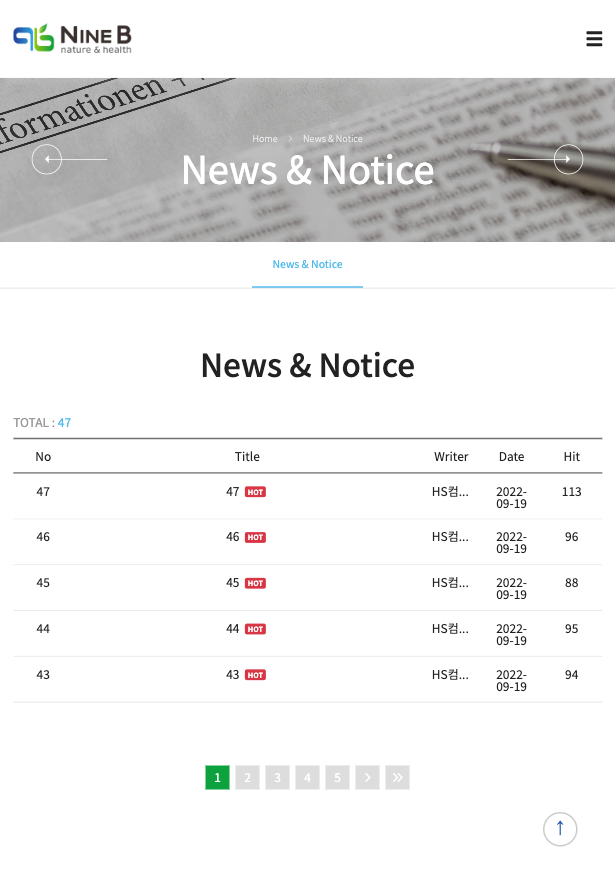 NINE B
nature & health
formationen
Home > News & Notice
News & Notice
News & Notice
News & Notice
TOTAL : 47
No Title Writer Date Hit
47 47 HOT HS컴... 2022-09-19 113
46 46 HOT HS컴... 2022-09-19 96
45 45 HOT HS컴... 2022-09-19 88
44 44 HOT HS컴... 2022-09-19 95
43 43 HOT HS컴... 2022-09-19 94
1 2 3 4 5 > »
↑